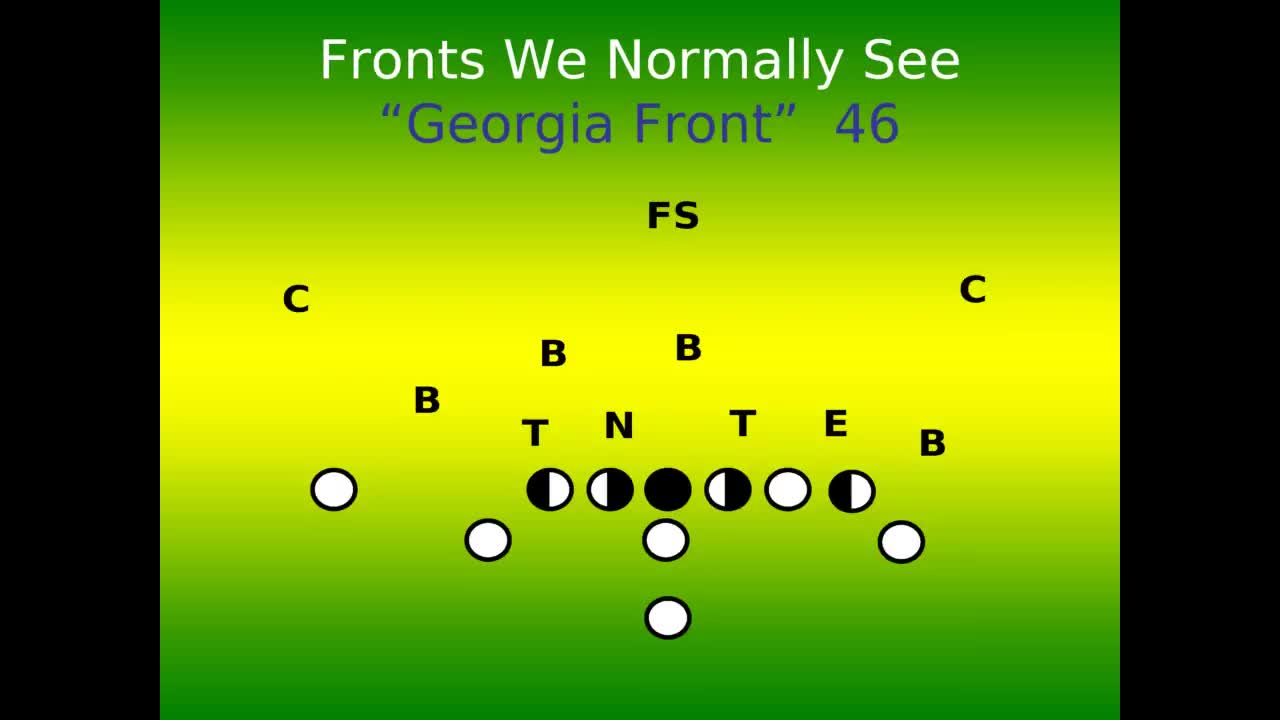 Fronts We Normally See
“Georgia Front” 46
FS
C C
B B
B
T N T E B